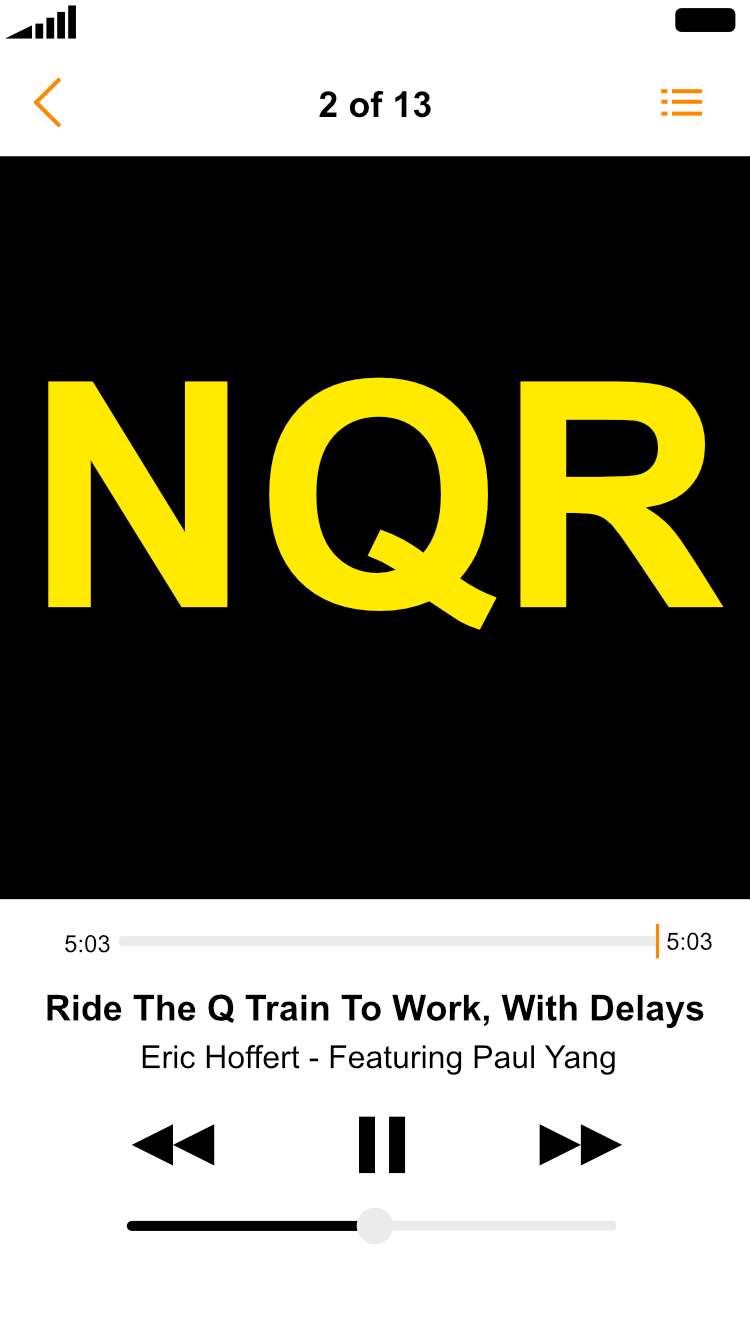 2 of 13
NQR
5:03
5:03
Ride The Q Train To Work, With Delays
Eric Hoffert - Featuring Paul Yang